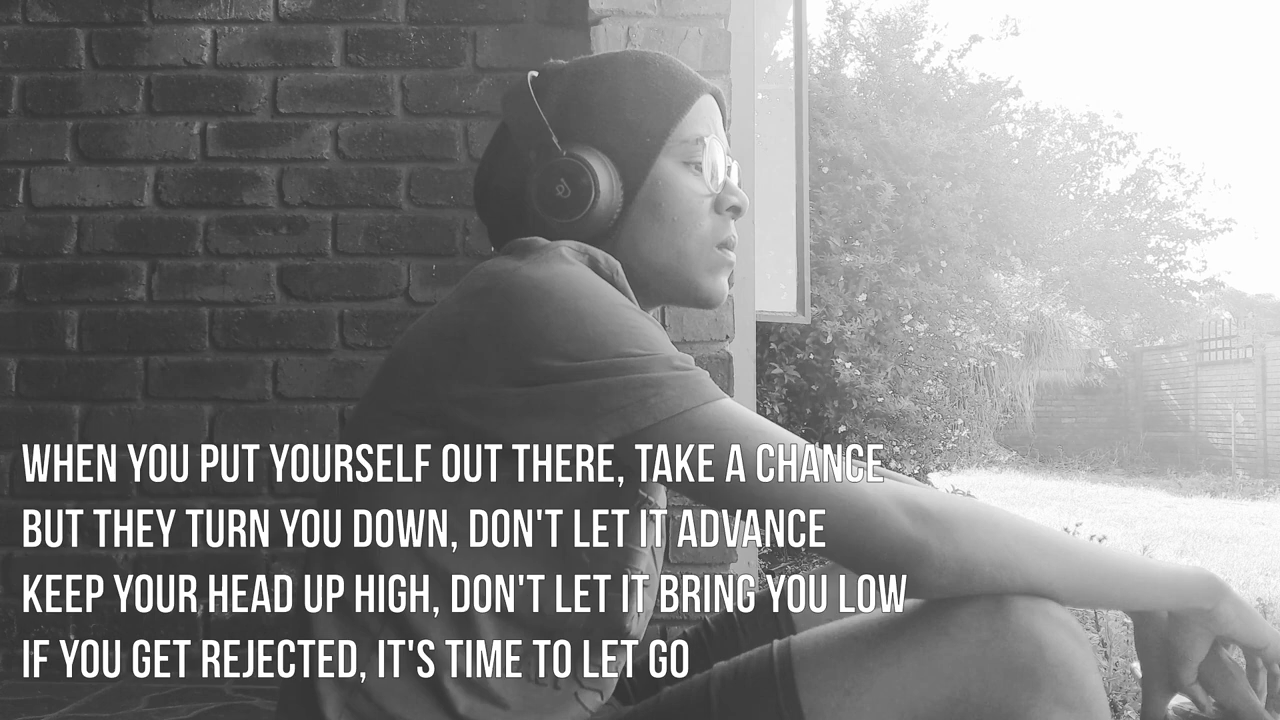 WHEN YOU PUT YOURSELF OUT THERE, TAKE A CHANCE
BUT THEY TURN YOU DOWN, DON'T LET IT ADVANCE
KEEP YOUR HEAD UP HIGH, DON'T LET IT BRING YOU LOW
IF YOU GET REJECTED, IT'S TIME TO LET GO